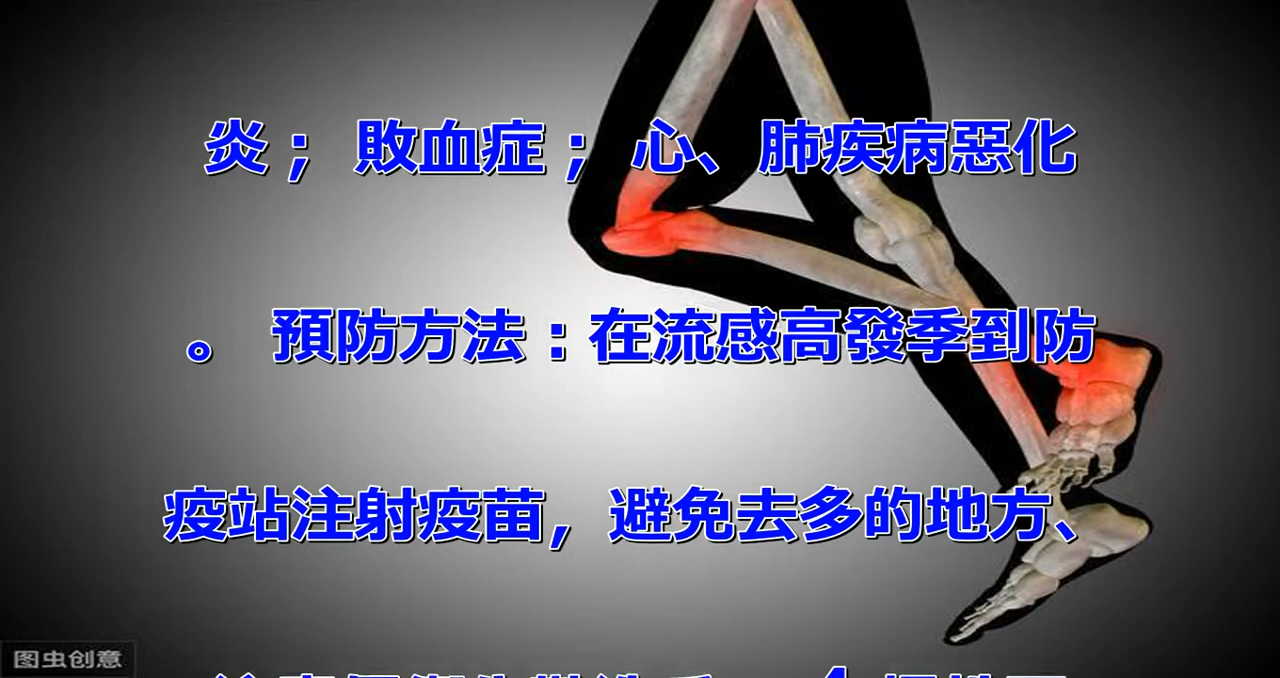 炎； 敗血症； 心、肺疾病惡化
。 預防方法：在流感高發季到防
疫站注射疫苗，避免去多的地方、
图虫创意